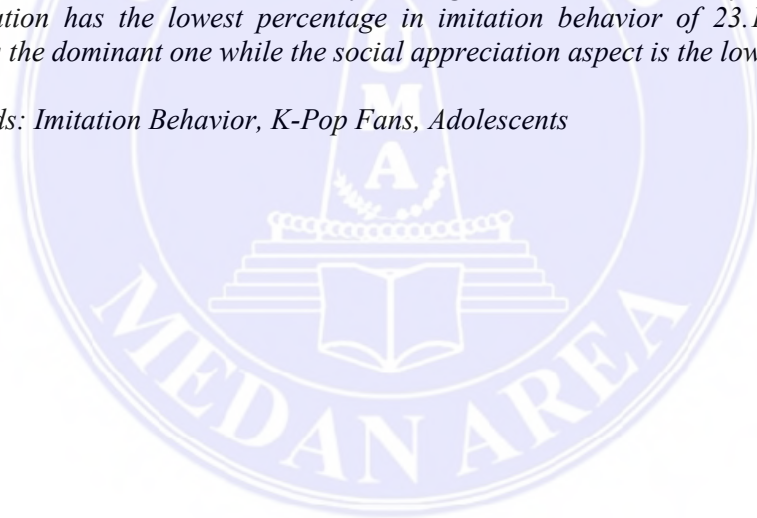 ation has the lowest percentage in imitation behavior of 23.1
the dominant one while the social appreciation aspect is the low
ds: Imitation Behavior, K-Pop Fans, Adolescents
M
A
MEDAN AREA